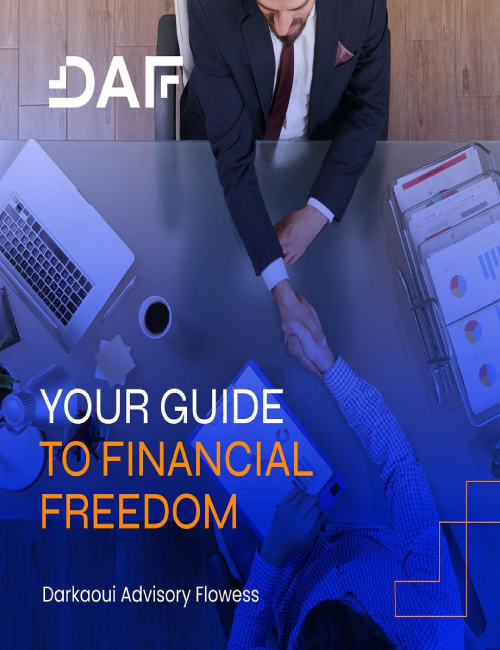 DAF
YOUR GUIDE
TO FINANCIAL
FREEDOM
Darkaoui Advisory Flowess